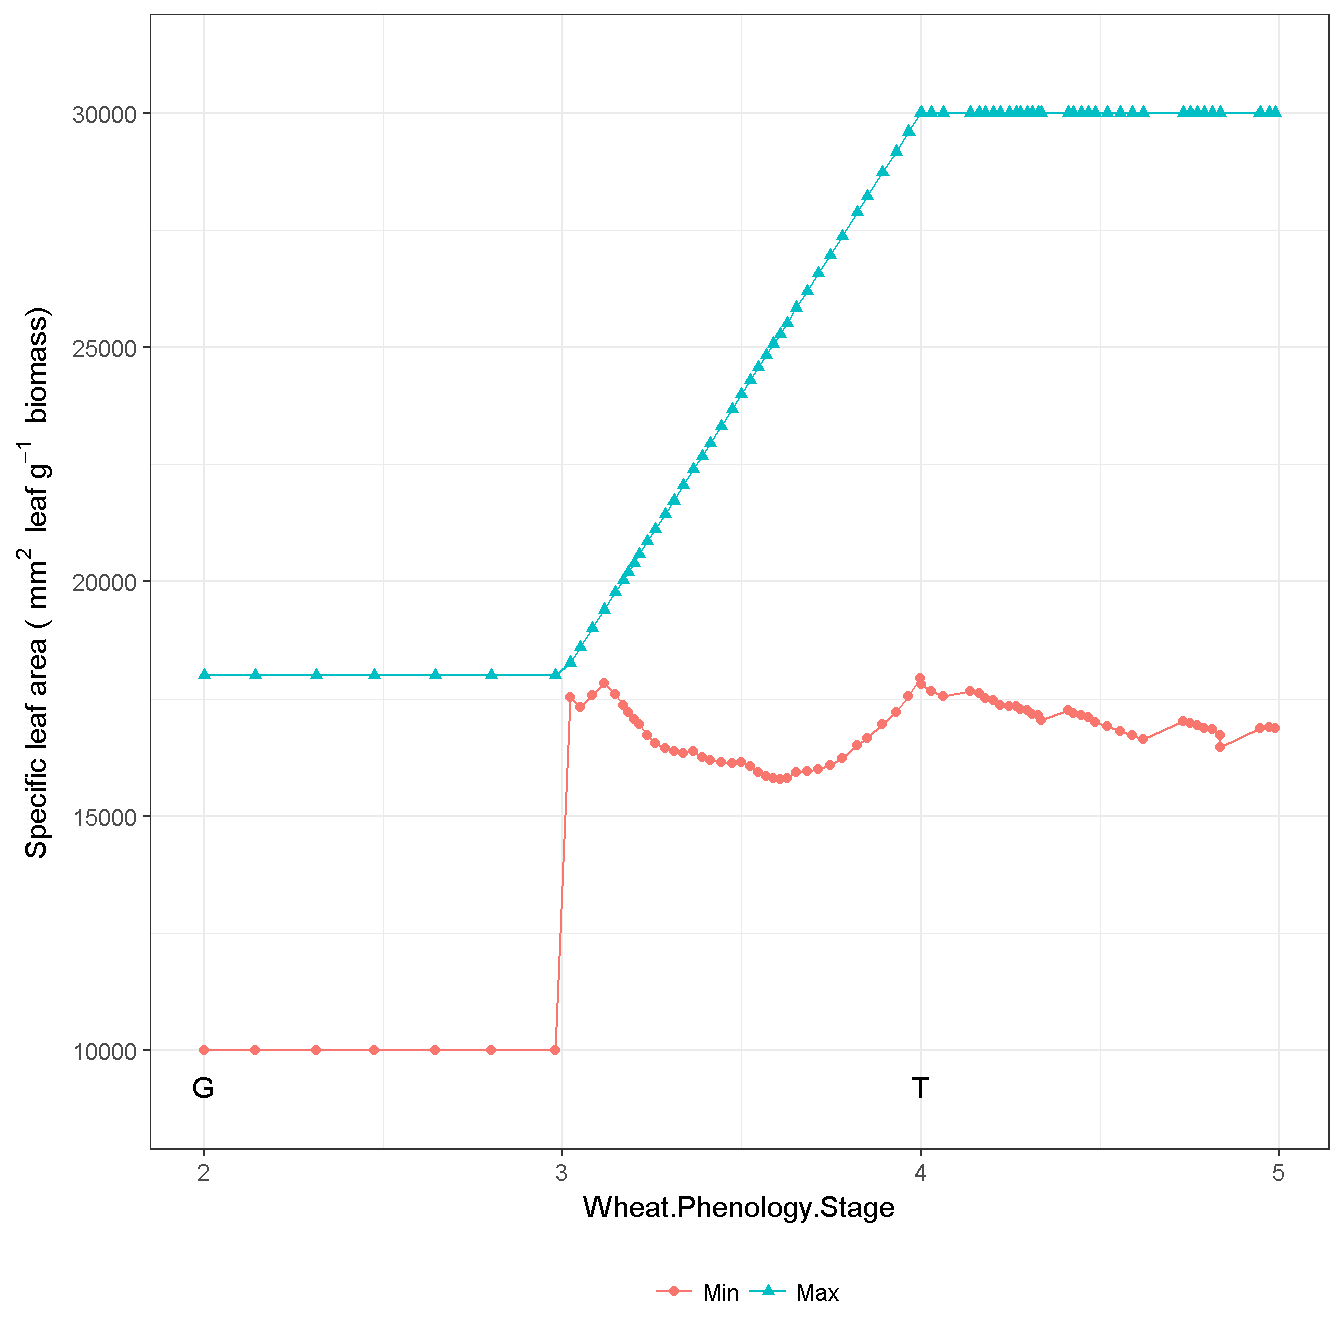 Specific leaf area ( mm² leaf g⁻¹ biomass)
30000
25000
20000
15000
10000
G T
2 3 4 5
Wheat.Phenology.Stage
Min Max